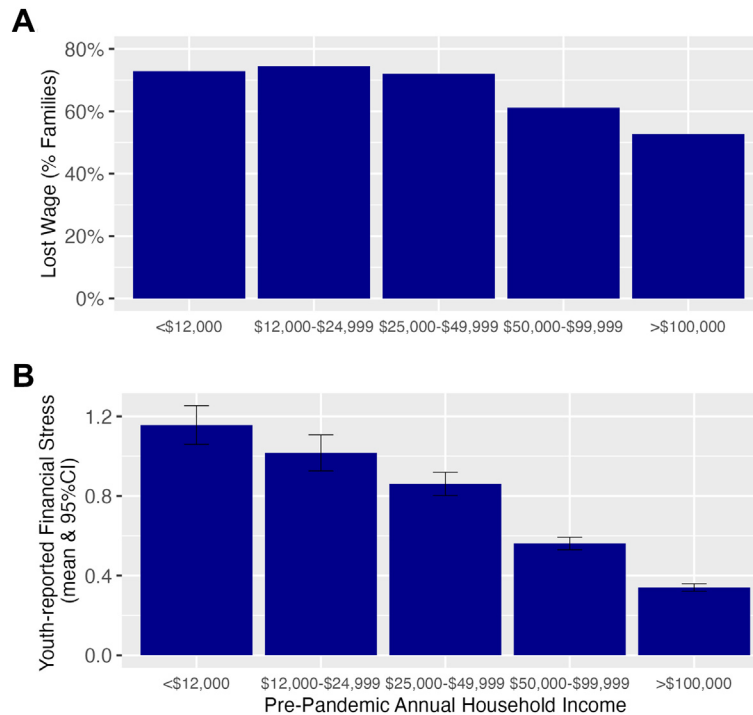 A
Lost Wage (% Families)
80%
60%
40%
20%
0%
<$12,000 $12,000-$24,999 $25,000-$49,999 $50,000-$99,999 >$100,000
B
Youth-reported Financial Stress
(mean & 95%CI)
1.2
0.8
0.4
0.0
<$12,000 $12,000-$24,999 $25,000-$49,999 $50,000-$99,999 >$100,000
Pre-Pandemic Annual Household Income